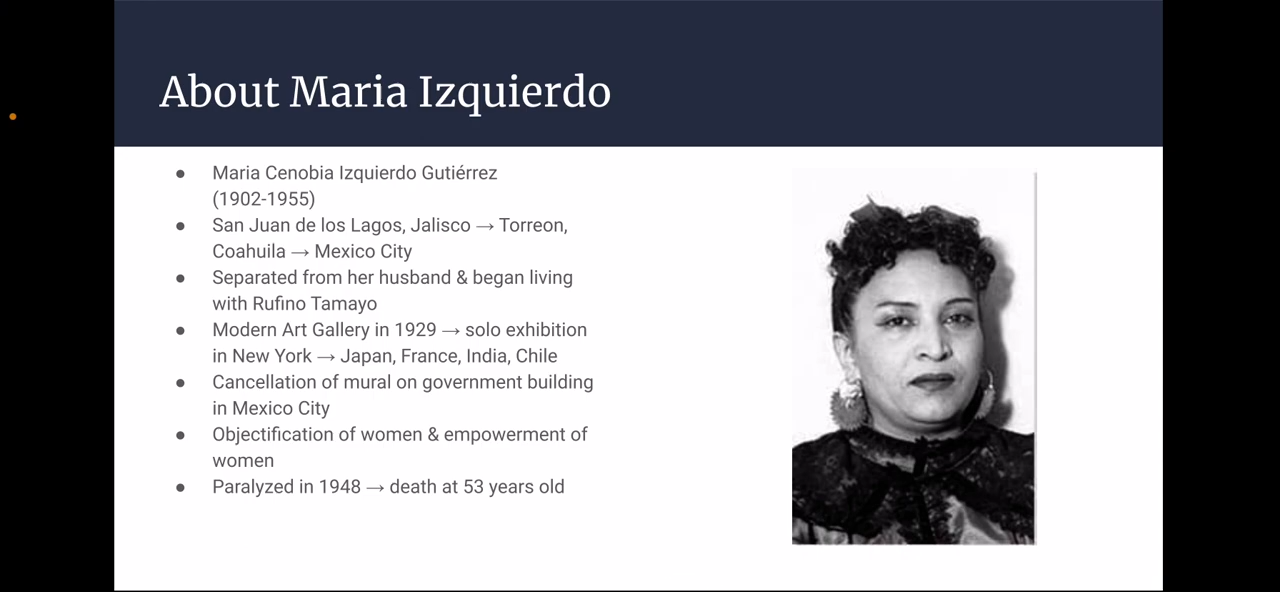 About Maria Izquierdo
● Maria Cenobia Izquierdo Gutiérrez
(1902-1955)
● San Juan de los Lagos, Jalisco → Torreon,
Coahuila → Mexico City
● Separated from her husband & began living
with Rufino Tamayo
● Modern Art Gallery in 1929 → solo exhibition
in New York → Japan, France, India, Chile
● Cancellation of mural on government building
in Mexico City
● Objectification of women & empowerment of
women
● Paralyzed in 1948 → death at 53 years old